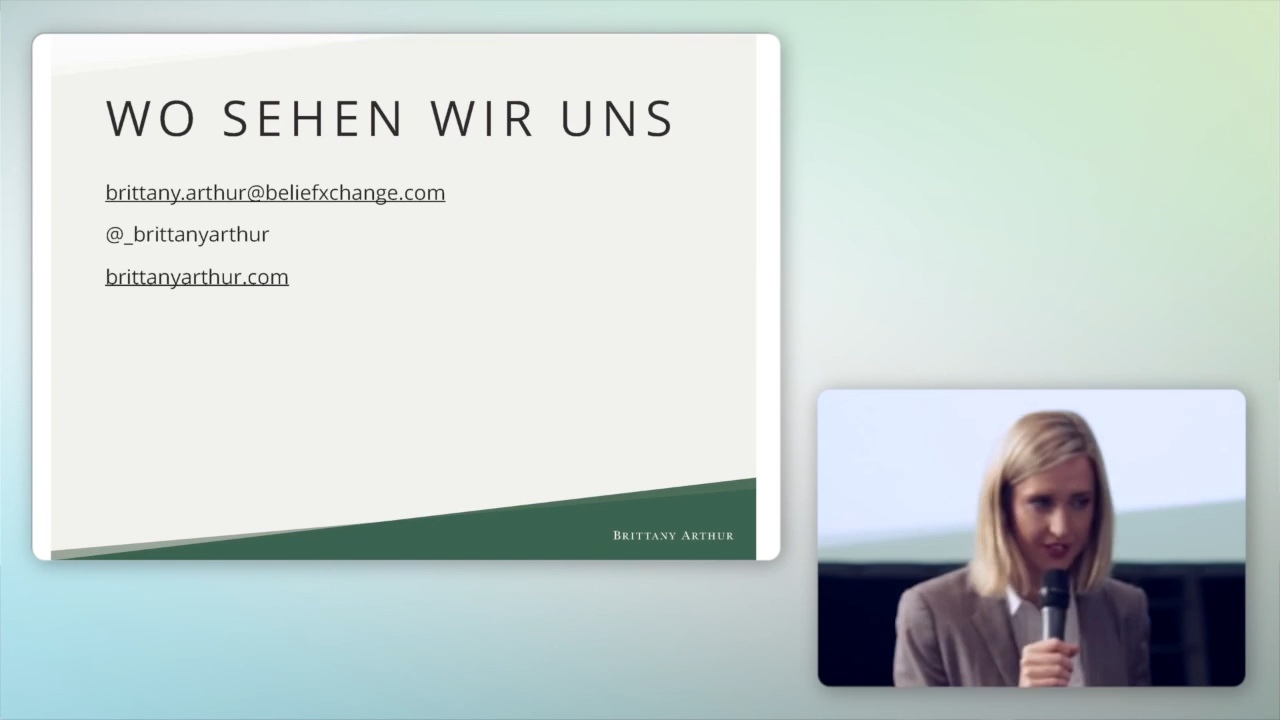 WO SEHEN WIR UNS
brittany.arthur@beliefxchange.com
@_brittanyarthur
brittanyarthur.com
Brittany Arthur